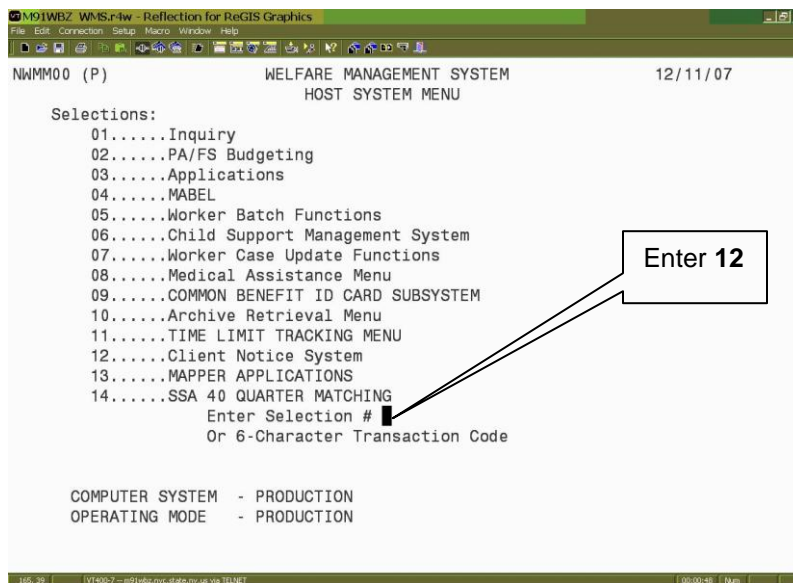 M91WBZ WMS.r4w - Reflection for ReGIS Graphics
File Edit Connection Setup Macro Window Help
NWMM00 (P) WELFARE MANAGEMENT SYSTEM 12/11/07
HOST SYSTEM MENU
Selections:
01......Inquiry
02......PA/FS Budgeting
03......Applications
04......MABEL
05......Worker Batch Functions
06......Child Support Management System
07......Worker Case Update Functions
08......Medical Assistance Menu
09......COMMON BENEFIT ID CARD SUBSYSTEM
10......Archive Retrieval Menu
11......TIME LIMIT TRACKING MENU
12......Client Notice System
13......MAPPER APPLICATIONS
14......SSA 40 QUARTER MATCHING
Enter Selection #
Or 6-Character Transaction Code
Enter 12
COMPUTER SYSTEM - PRODUCTION
OPERATING MODE - PRODUCTION
165, 39 VT400-7 -- m91wbz.nyc.state.ny.us via TELNET 00:00:48 Num